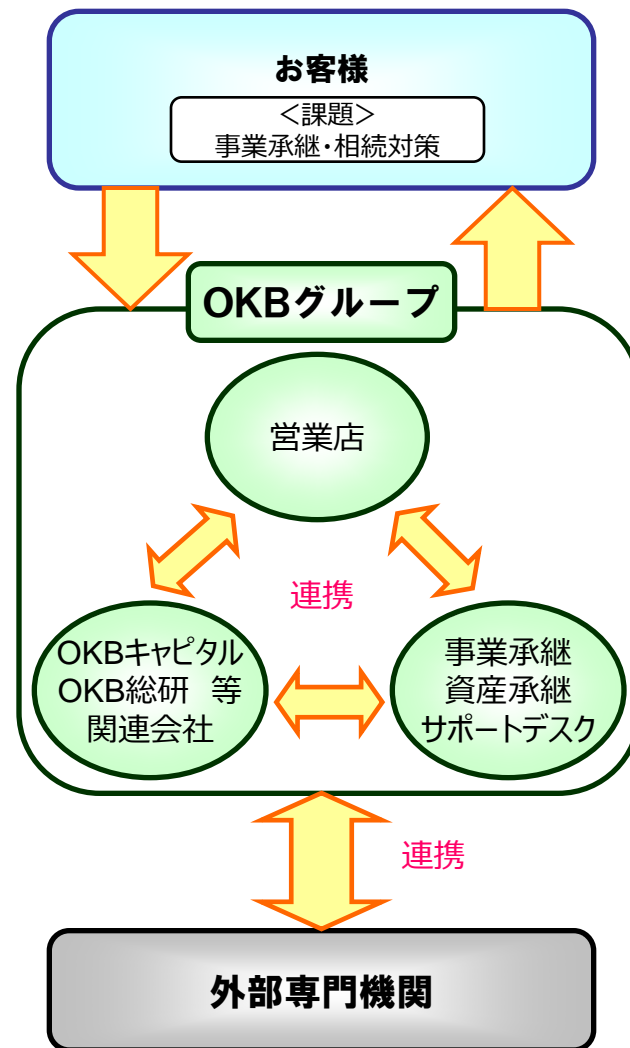 お客様
＜課題＞
事業承継・相続対策
OKBグループ
営業店
連携
OKBキャピタル
OKB総研　等
関連会社
事業承継
資産承継
サポートデスク
連携
外部専門機関